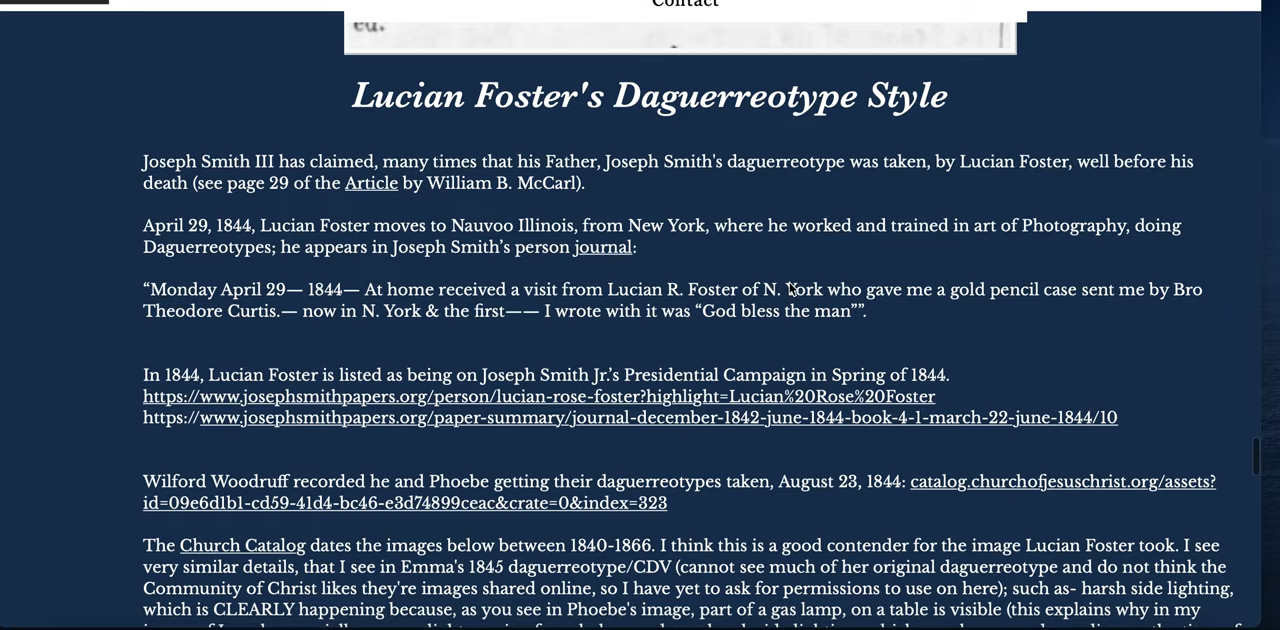 Contact
ed.
Lucian Foster's Daguerreotype Style
Joseph Smith III has claimed, many times that his Father, Joseph Smith's daguerreotype was taken, by Lucian Foster, well before his
death (see page 29 of the Article by William B. McCarl).
April 29, 1844, Lucian Foster moves to Nauvoo Illinois, from New York, where he worked and trained in art of Photography, doing
Daguerreotypes; he appears in Joseph Smith’s person journal:
“Monday April 29— 1844— At home received a visit from Lucian R. Foster of N. York who gave me a gold pencil case sent me by Bro
Theodore Curtis.— now in N. York & the first—— I wrote with it was “God bless the man””.
In 1844, Lucian Foster is listed as being on Joseph Smith Jr.’s Presidential Campaign in Spring of 1844.
https://www.josephsmithpapers.org/person/lucian-rose-foster?highlight=Lucian%20Rose%20Foster
https://www.josephsmithpapers.org/paper-summary/journal-december-1842-june-1844-book-4-1-march-22-june-1844/10
Wilford Woodruff recorded he and Phoebe getting their daguerreotypes taken, August 23, 1844: catalog.churchofjesuschrist.org/assets?
id=09e6d1b1-cd59-41d4-bc46-e3d74899ceac&crate=0&index=323
The Church Catalog dates the images below between 1840-1866. I think this is a good contender for the image Lucian Foster took. I see
very similar details, that I see in Emma's 1845 daguerreotype/CDV (cannot see much of her original daguerreotype and do not think the
Community of Christ likes they're images shared online, so I have yet to ask for permissions to use on here); such as- harsh side lighting,
which is CLEARLY happening because, as you see in Phoebe's image, part of a gas lamp, on a table is visible (this explains why in my